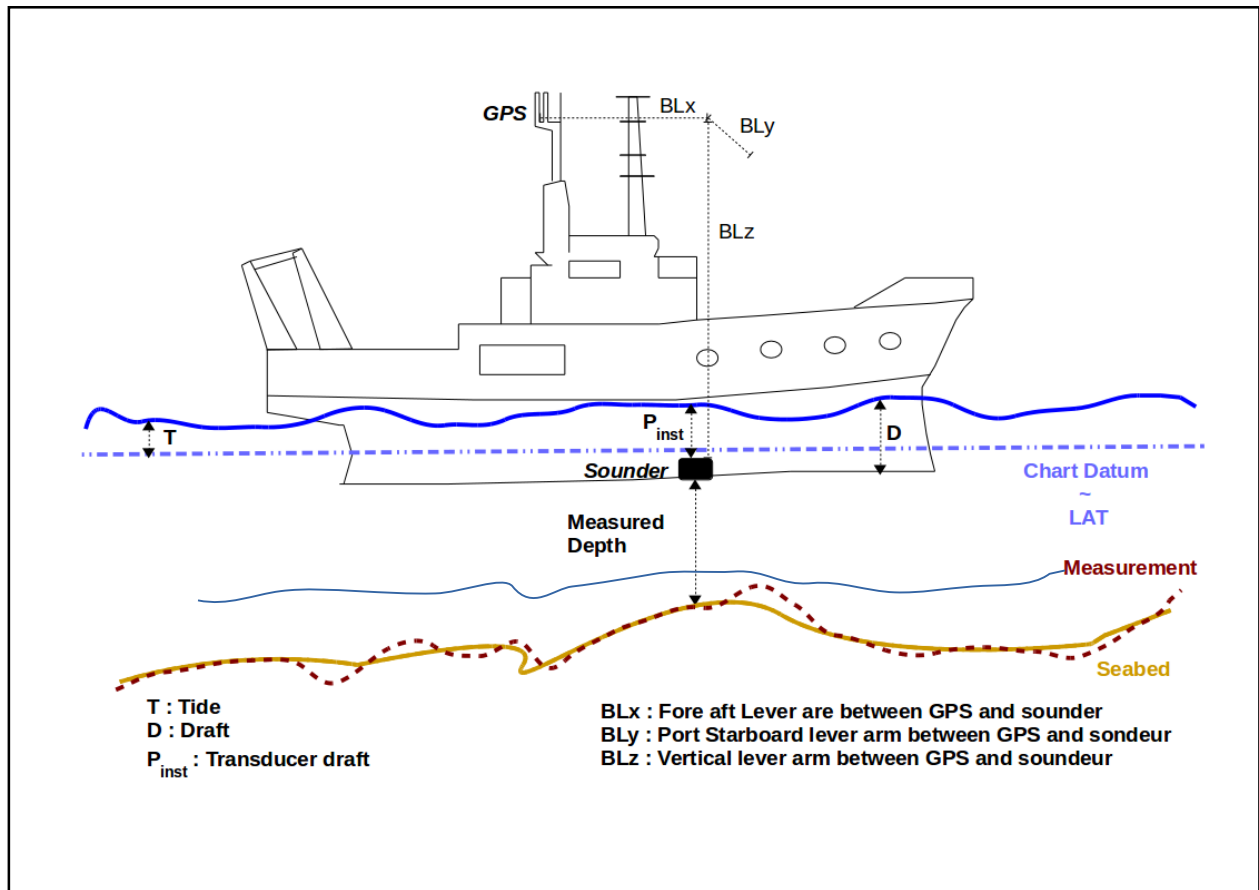 GPS
BLx
BLy
BLz
T
P_inst
D
Sounder
Chart Datum
~
LAT
Measured
Depth
Measurement
Seabed
T : Tide
D : Draft
P_inst : Transducer draft
BLx : Fore aft Lever are between GPS and sounder
BLy : Port Starboard lever arm between GPS and sondeur
BLz : Vertical lever arm between GPS and soundeur